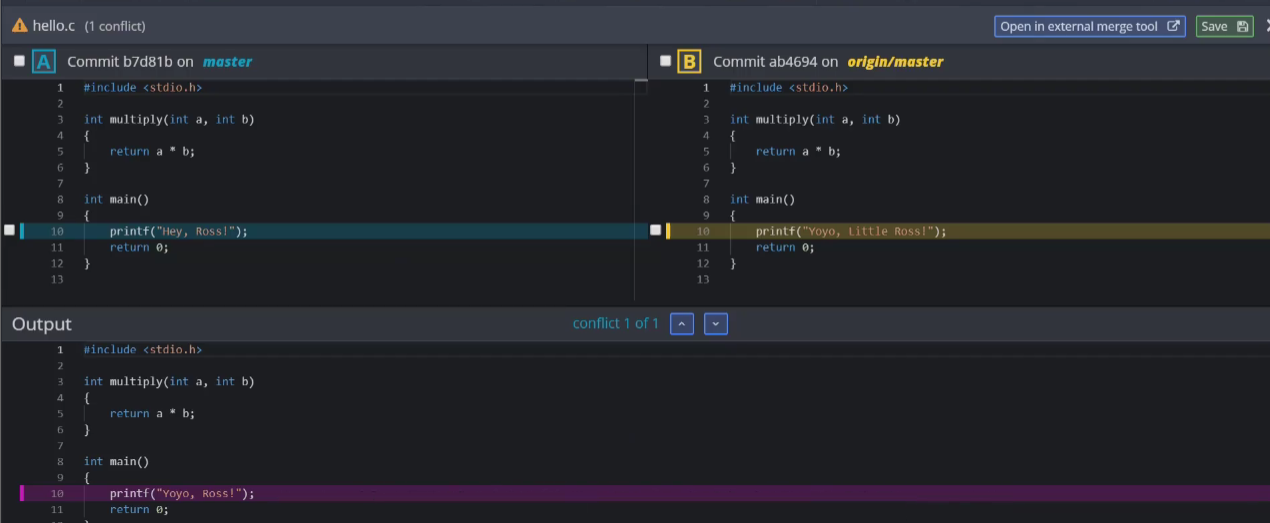 hello.c (1 conflict) Open in external merge tool Save
A Commit b7d81b on master
1 #include <stdio.h>
2
3 int multiply(int a, int b)
4 {
5 return a * b;
6 }
7
8 int main()
9 {
10 printf("Hey, Ross!");
11 return 0;
12 }
13
B Commit ab4694 on origin/master
1 #include <stdio.h>
2
3 int multiply(int a, int b)
4 {
5 return a * b;
6 }
7
8 int main()
9 {
10 printf("Yoyo, Little Ross!");
11 return 0;
12 }
13
Output conflict 1 of 1
1 #include <stdio.h>
2
3 int multiply(int a, int b)
4 {
5 return a * b;
6 }
7
8 int main()
9 {
10 printf("Yoyo, Ross!");
11 return 0;